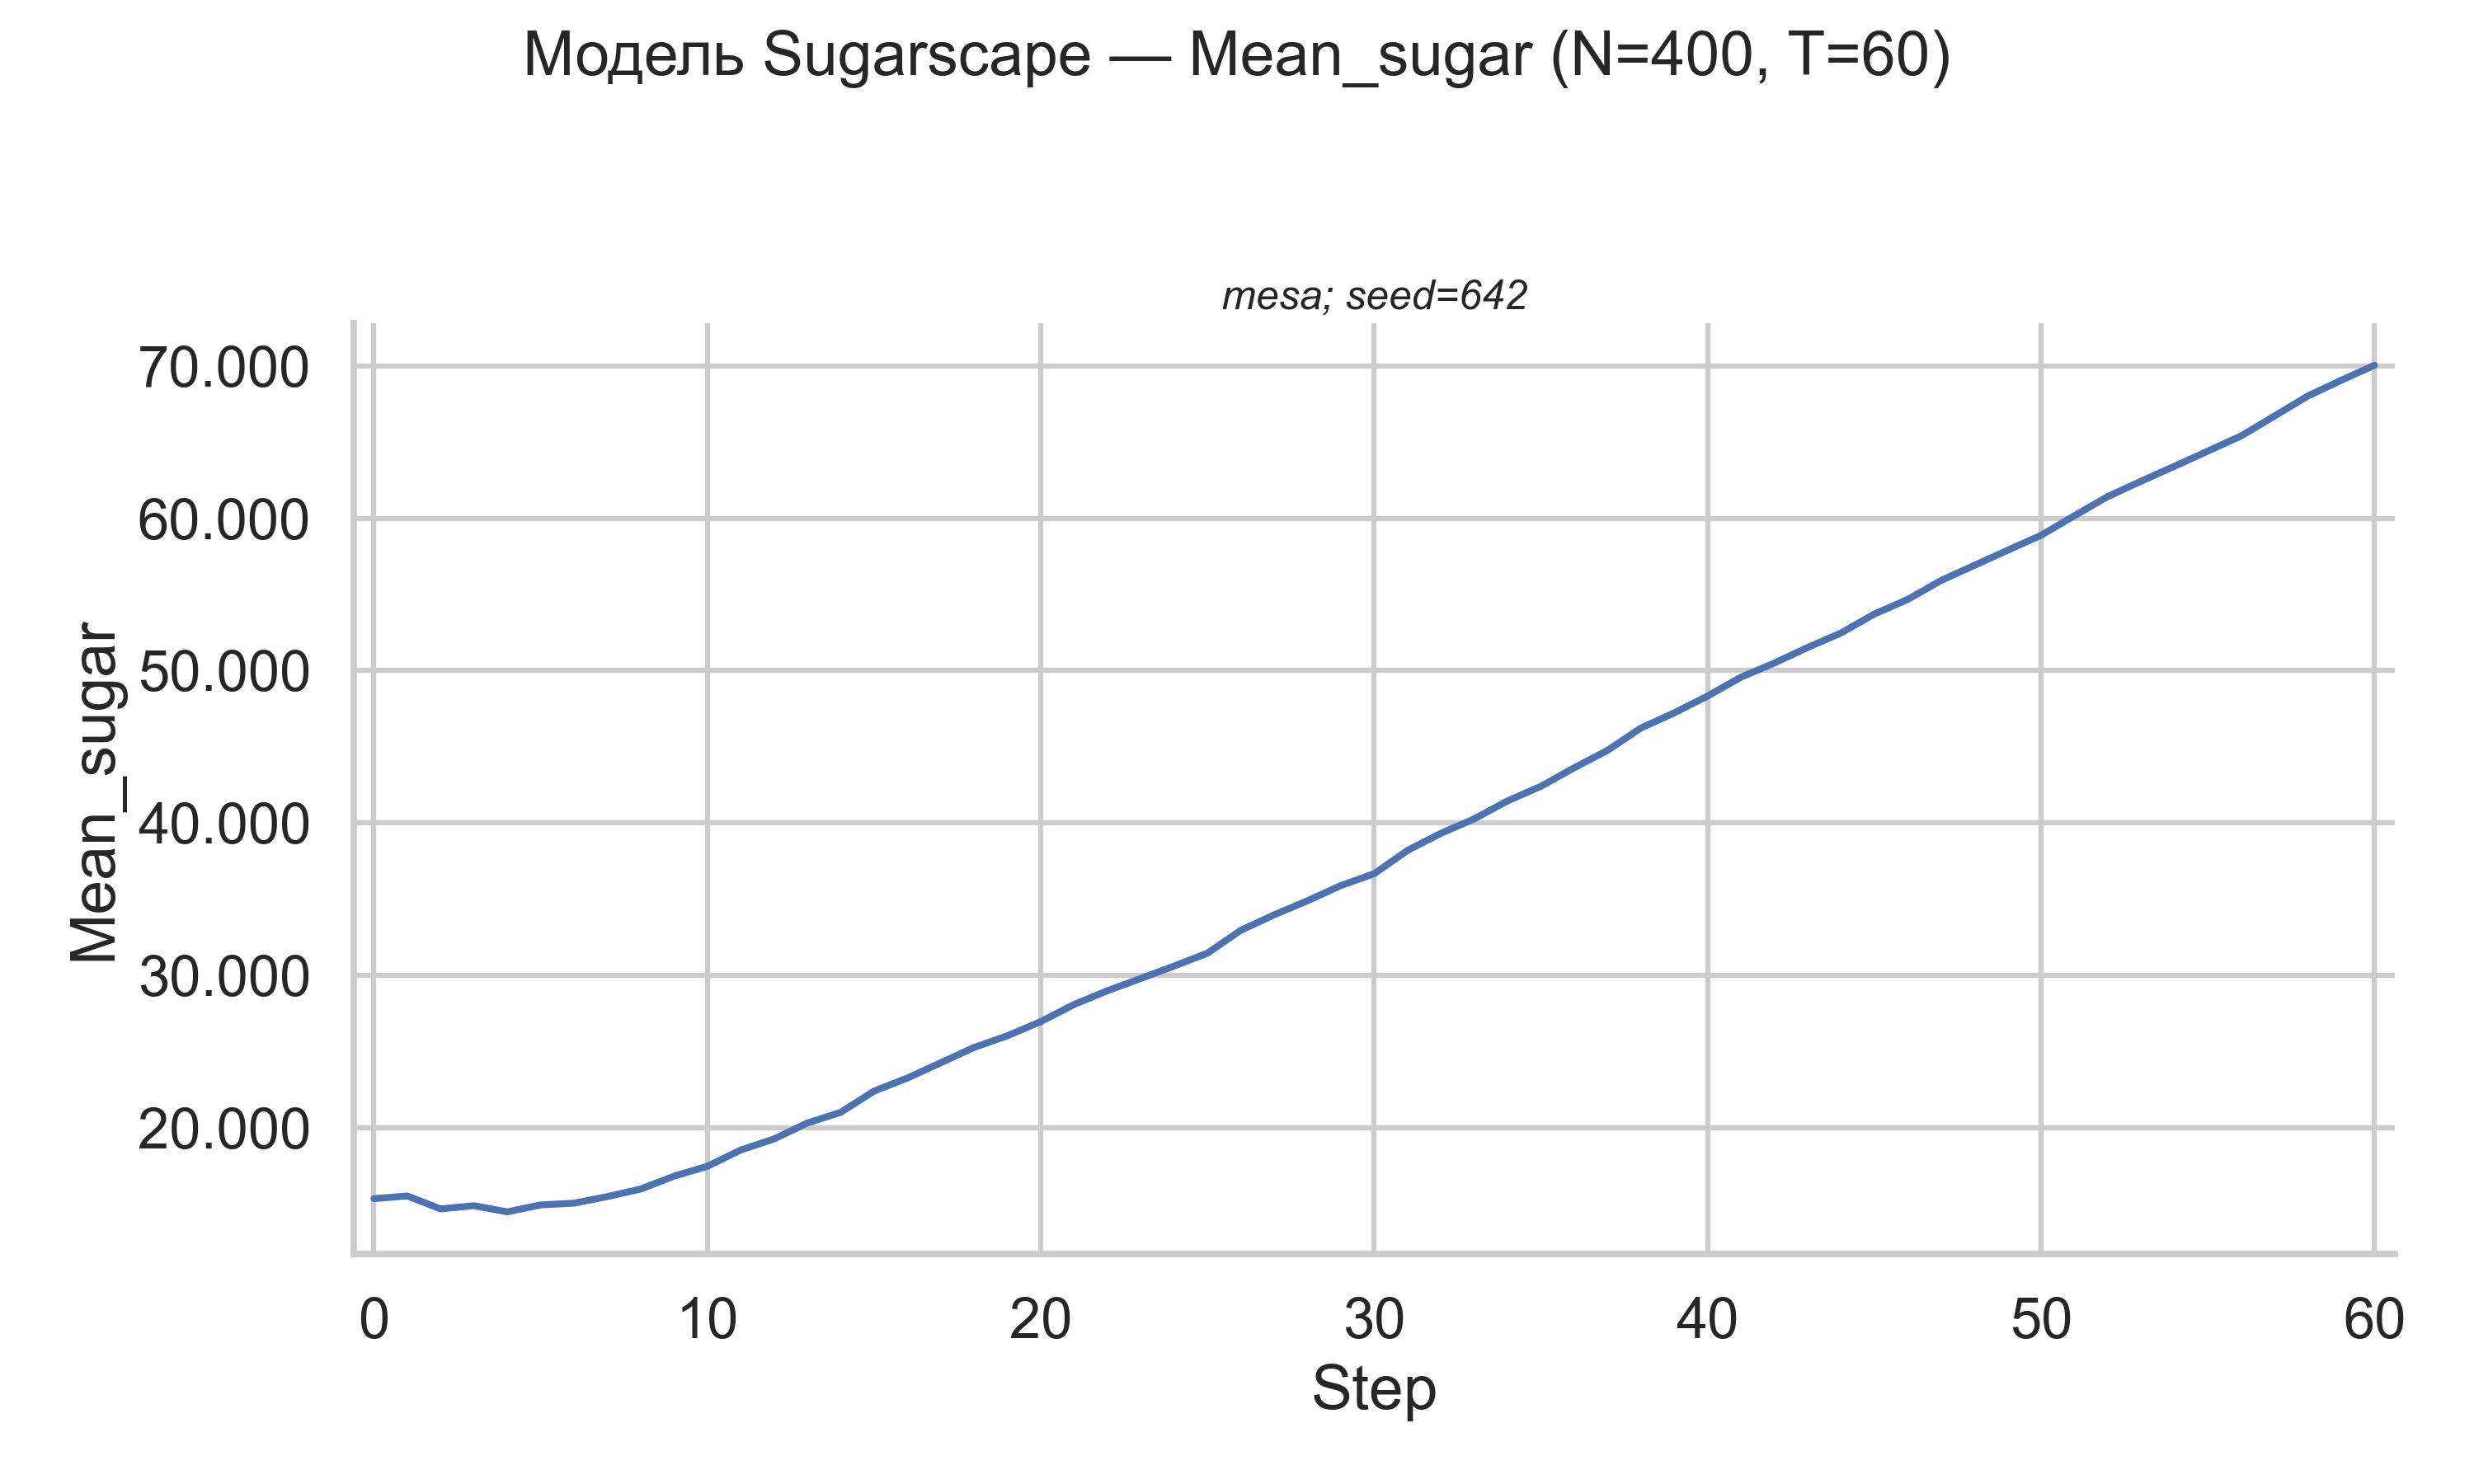 Модель Sugarscape — Mean_sugar (N=400, T=60)
mesa; seed=642
70.000
60.000
50.000
40.000
30.000
20.000
Mean_sugar
0 10 20 30 40 50 60
Step